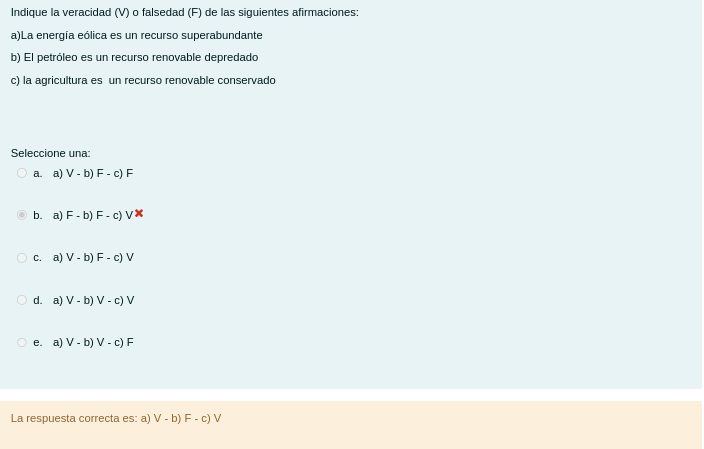 Indique la veracidad (V) o falsedad (F) de las siguientes afirmaciones:
a)La energía eólica es un recurso superabundante
b) El petróleo es un recurso renovable depredado
c) la agricultura es  un recurso renovable conservado
Seleccione una:
a. a) V - b) F - c) F
b. a) F - b) F - c) V
c. a) V - b) F - c) V
d. a) V - b) V - c) V
e. a) V - b) V - c) F
La respuesta correcta es: a) V - b) F - c) V